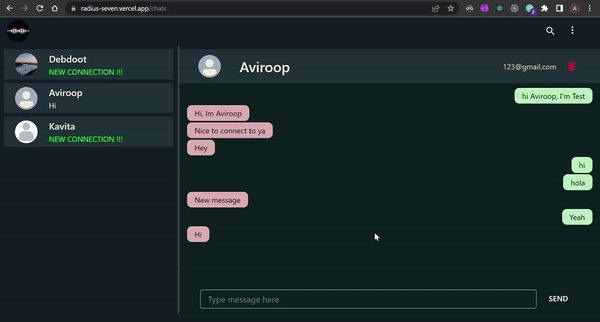 radius-seven.vercel.app/chats
Debdoot
NEW CONNECTION !!!
Aviroop
Hi
Kavita
NEW CONNECTION !!!
Aviroop
123@gmail.com
hi Aviroop, I'm Test
Hi, Im Aviroop
Nice to connect to ya
Hey
hi
hola
New message
Yeah
Hi
Type message here
SEND